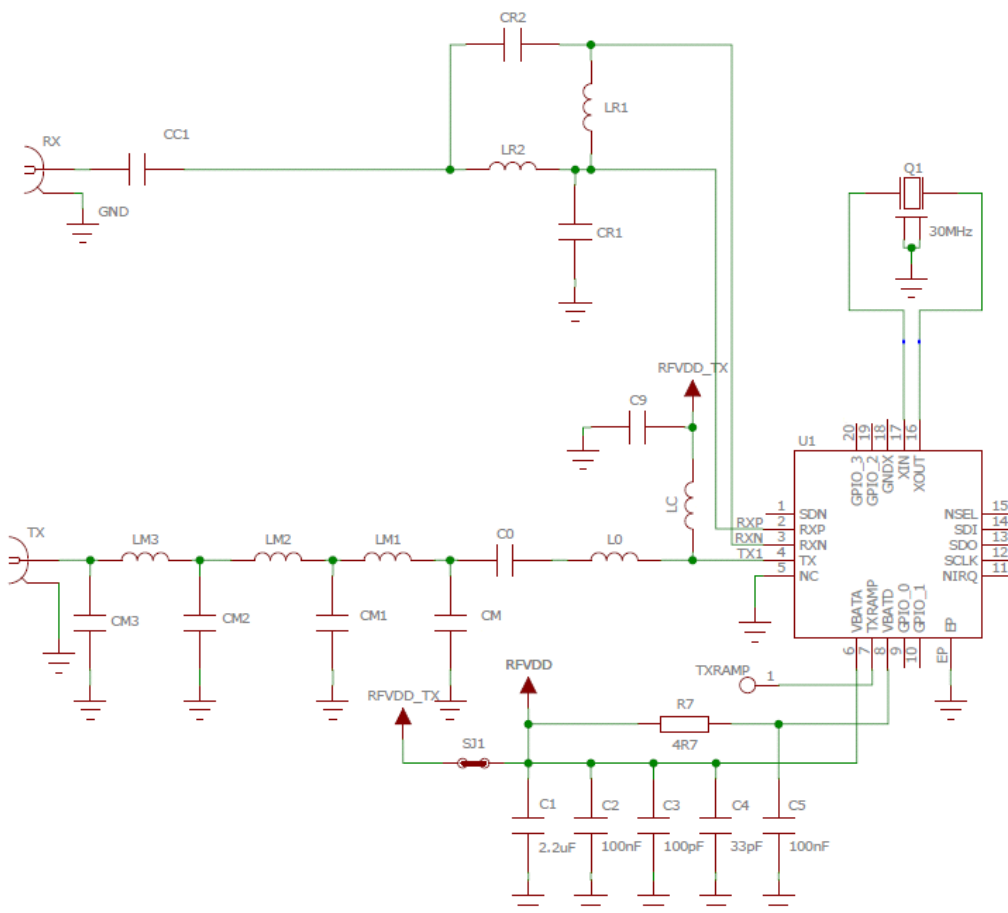 CR2
RX
CC1
LR1
LR2
Q1
GND
CR1
30MHz
RFVDD_TX
C9
U1
20
19
18
17
16
GPIO_3
GPIO_2
GNDX
XIN
XOUT
LC
TX
LM3
LM2
LM1
C0
L0
RXP
RXN
TX1
1
2
3
4
5
SDN
RXP
RXN
TX
NC
NSEL
SDI
SDO
SCLK
NIRQ
15
14
13
12
11
CM3
CM2
CM1
CM
VBATA
TXRAMP
VBATD
GPIO_0
GPIO_1
EP
6
7
8
9
10
EP
RFVDD
TXRAMP
1
RFVDD_TX
R7
4R7
SJ1
C1
C2
C3
C4
C5
2.2uF
100nF
100pF
33pF
100nF